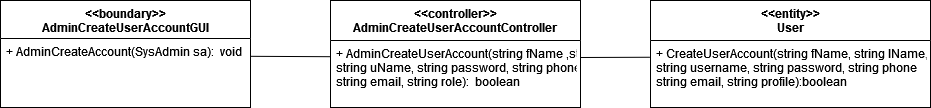 <<boundary>>
AdminCreateUserAccountGUI
+ AdminCreateAccount(SysAdmin sa): void
<<controller>>
AdminCreateUserAccountController
+ AdminCreateUserAccount(string fName ,st
string uName, string password, string phone
string email, string role): boolean
<<entity>>
User
+ CreateUserAccount(string fName, string lName,
string username, string password, string phone
string email, string profile):boolean